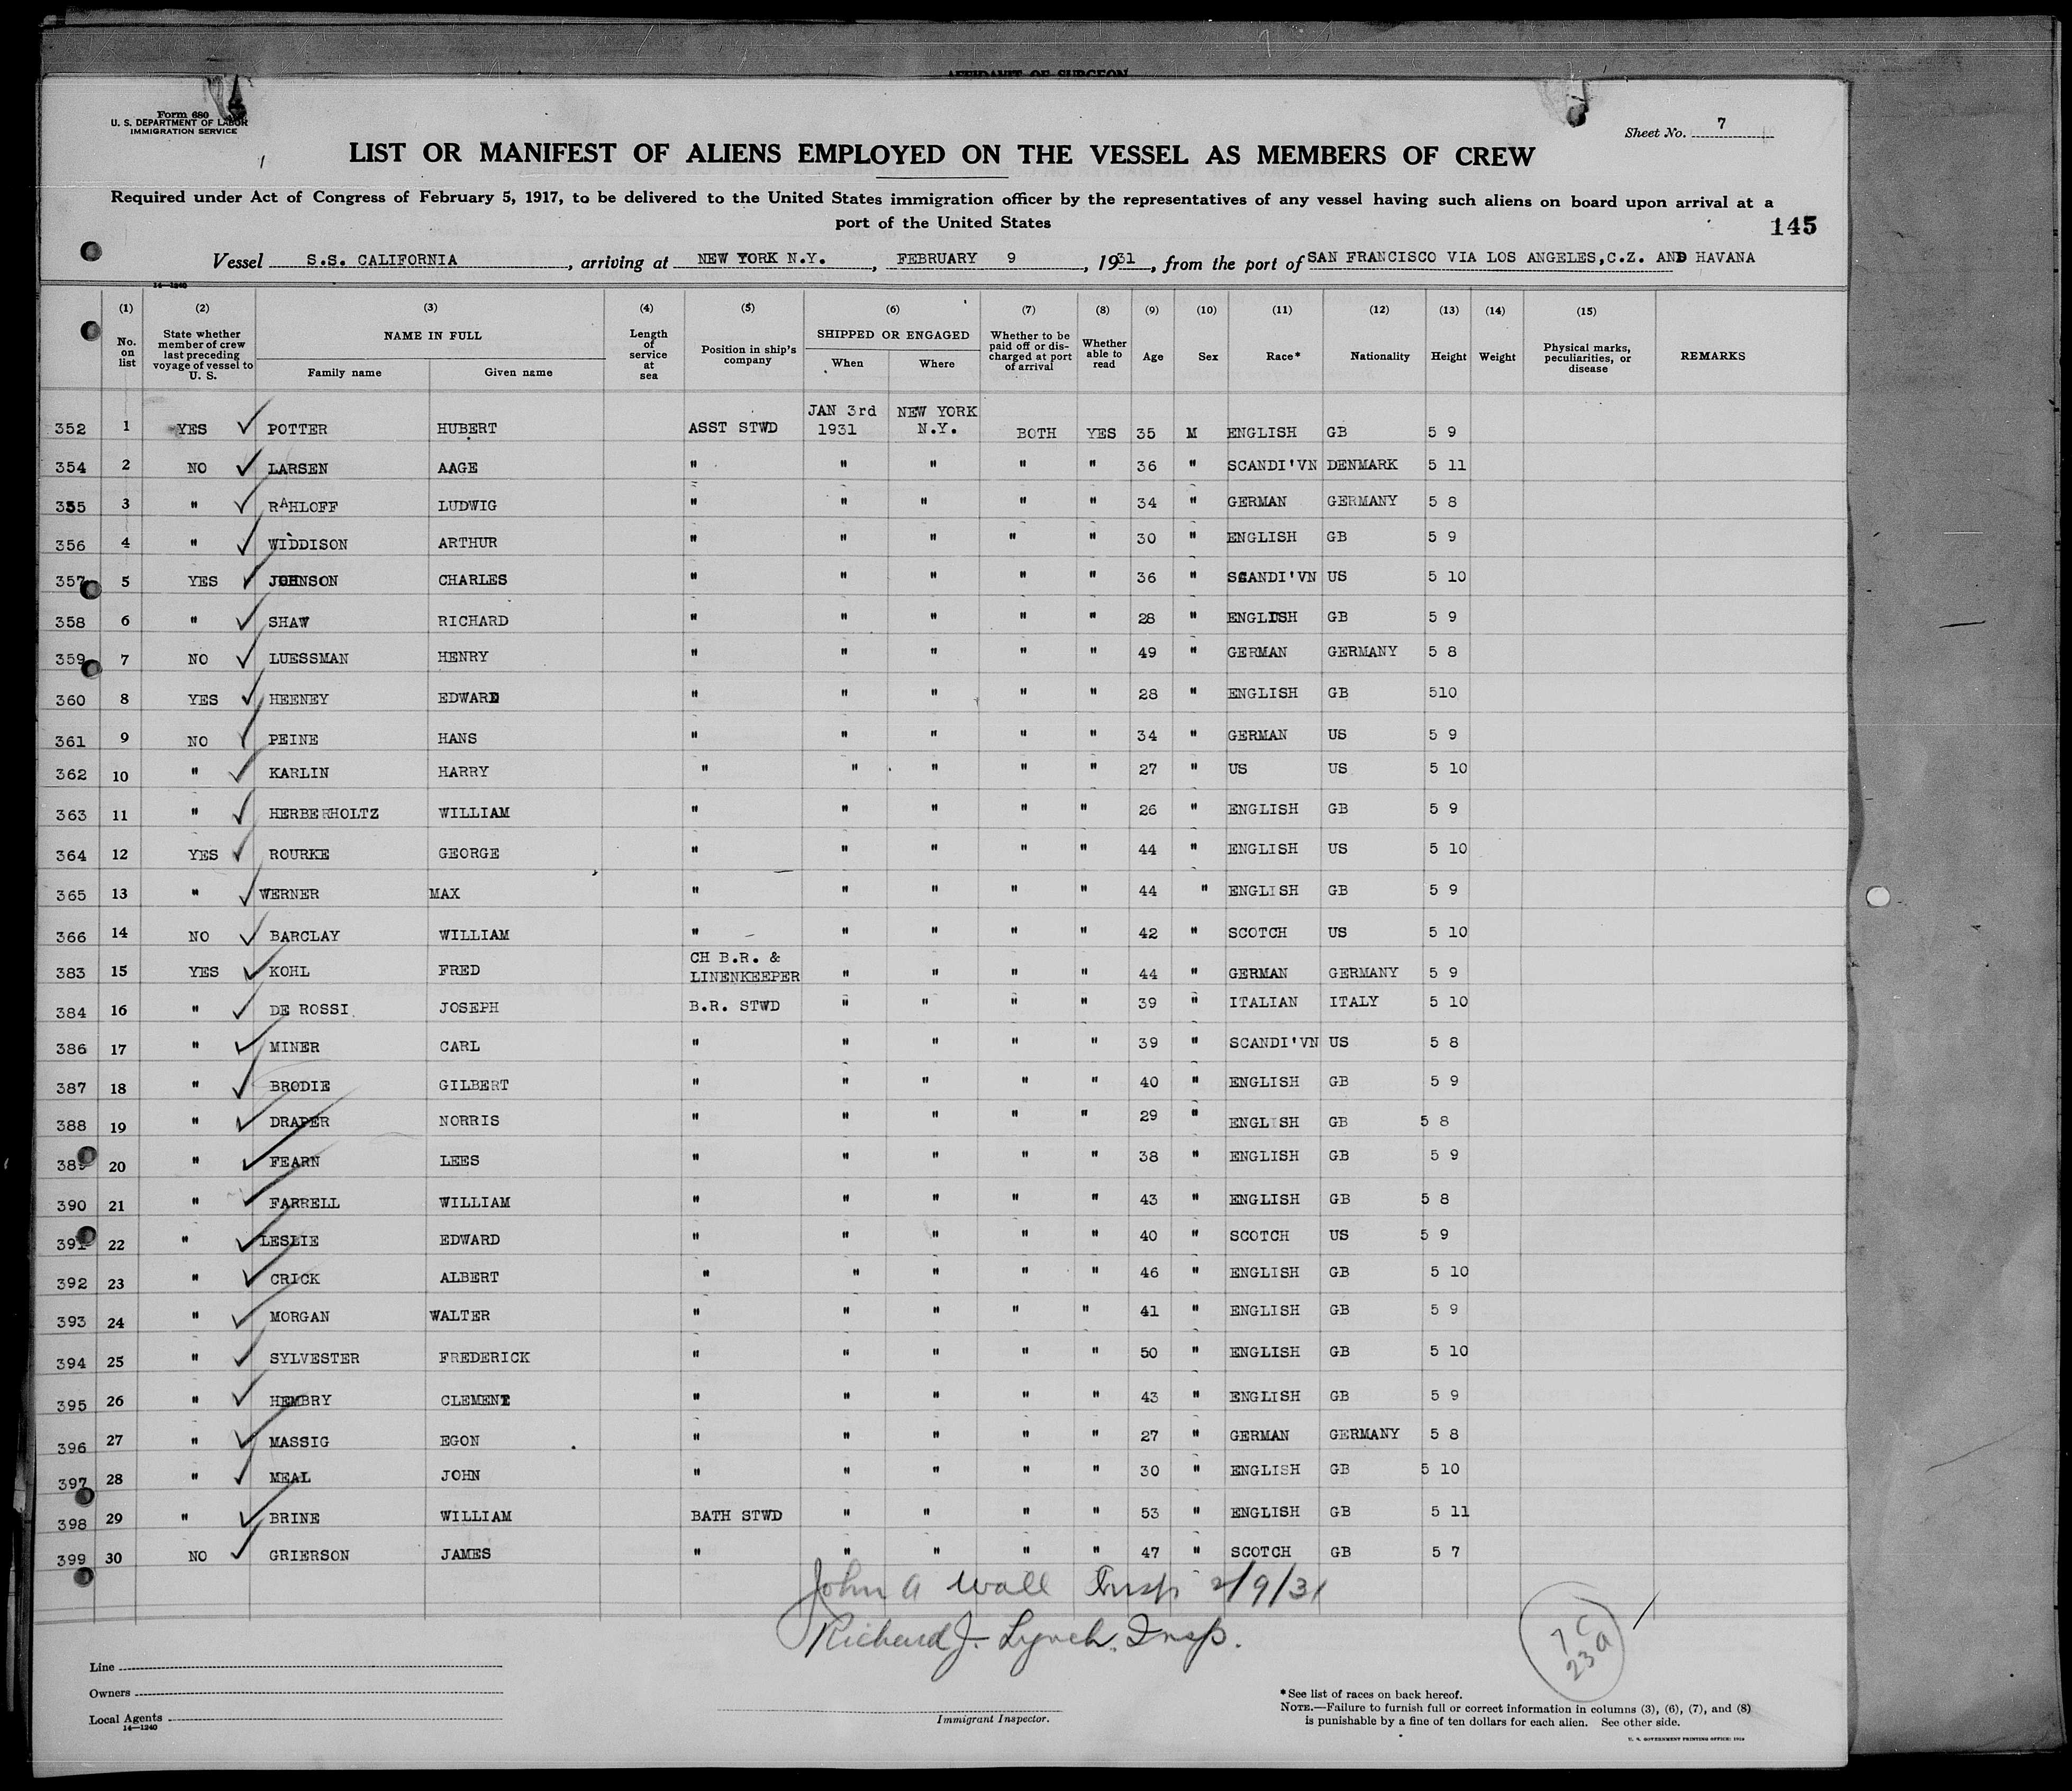 AFFIDAVIT OF SURGEON
Form 680
U. S. DEPARTMENT OF LABOR
IMMIGRATION SERVICE
Sheet No. 7
LIST OR MANIFEST OF ALIENS EMPLOYED ON THE VESSEL AS MEMBERS OF CREW
Required under Act of Congress of February 5, 1917, to be delivered to the United States immigration officer by the representatives of any vessel having such aliens on board upon arrival at a
port of the United States
145
Vessel S.S. CALIFORNIA, arriving at NEW YORK N.Y., FEBRUARY 9, 1931, from the port of SAN FRANCISCO VIA LOS ANGELES,C.Z. AND HAVANA
14—1240
(1) (2) (3) (4) (5) (6) (7) (8) (9) (10) (11) (12) (13) (14) (15)
No. on list State whether member of crew last preceding voyage of vessel to U. S. NAME IN FULL Family name Given name Length of service at sea Position in ship's company SHIPPED OR ENGAGED When Where Whether to be paid off or discharged at port of arrival Whether able to read Age Sex Race* Nationality Height Weight Physical marks, peculiarities, or disease REMARKS
352 1 YES POTTER HUBERT ASST STWD JAN 3rd 1931 NEW YORK N.Y. BOTH YES 35 M ENGLISH GB 5 9
354 2 NO LARSEN AAGE " " " " " 36 " SCANDI'VN DENMARK 5 11
355 3 " RAHLOFF LUDWIG " " " " " 34 " GERMAN GERMANY 5 8
356 4 " WIDDISON ARTHUR " " " " " 30 " ENGLISH GB 5 9
357 5 YES JOHNSON CHARLES " " " " " 36 " SCANDI'VN US 5 10
358 6 " SHAW RICHARD " " " " " 28 " ENGLISH GB 5 9
359 7 NO LUESSMAN HENRY " " " " " 49 " GERMAN GERMANY 5 8
360 8 YES HEENEY EDWARD " " " " " 28 " ENGLISH GB 510
361 9 NO PEINE HANS " " " " " 34 " GERMAN US 5 9
362 10 " KARLIN HARRY " " " " " 27 " US US 5 10
363 11 " HERBERHOLTZ WILLIAM " " " " " 26 " ENGLISH GB 5 9
364 12 YES ROURKE GEORGE " " " " " 44 " ENGLISH US 5 10
365 13 " WERNER MAX " " " " " 44 " ENGLISH GB 5 9
366 14 NO BARCLAY WILLIAM " " " " " 42 " SCOTCH US 5 10
383 15 YES KOHL FRED CH B.R. & LINENKEEPER " " " " 44 " GERMAN GERMANY 5 9
384 16 " DE ROSSI JOSEPH B.R. STWD " " " " 39 " ITALIAN ITALY 5 10
386 17 " MINER CARL " " " " " 39 " SCANDI'VN US 5 8
387 18 " BRODIE GILBERT " " " " " 40 " ENGLISH GB 5 9
388 19 " DRAPER NORRIS " " " " " 29 " ENGLISH GB 5 8
389 20 " FEARN LEES " " " " " 38 " ENGLISH GB 5 9
390 21 " FARRELL WILLIAM " " " " " 43 " ENGLISH GB 5 8
391 22 " LESLIE EDWARD " " " " " 40 " SCOTCH US 5 9
392 23 " CRICK ALBERT " " " " " 46 " ENGLISH GB 5 10
393 24 " MORGAN WALTER " " " " " 41 " ENGLISH GB 5 9
394 25 " SYLVESTER FREDERICK " " " " " 50 " ENGLISH GB 5 10
395 26 " HEMBRY CLEMENT " " " " " 43 " ENGLISH GB 5 9
396 27 " MASSIG EGON " " " " " 27 " GERMAN GERMANY 5 8
397 28 " MEAL JOHN " " " " " 30 " ENGLISH GB 5 10
398 29 " BRINE WILLIAM BATH STWD " " " " 53 " ENGLISH GB 5 11
399 30 NO GRIERSON JAMES " " " " " 47 " SCOTCH GB 5 7
John A Wall Insp 2/9/31
Richard J. Lynch. Insp.
7 C
23 a
Line
Owners
Local Agents
14—1240
Immigrant Inspector.
*See list of races on back hereof.
NOTE.—Failure to furnish full or correct information in columns (3), (6), (7), and (8)
is punishable by a fine of ten dollars for each alien. See other side.
U. S. GOVERNMENT PRINTING OFFICE: 1919